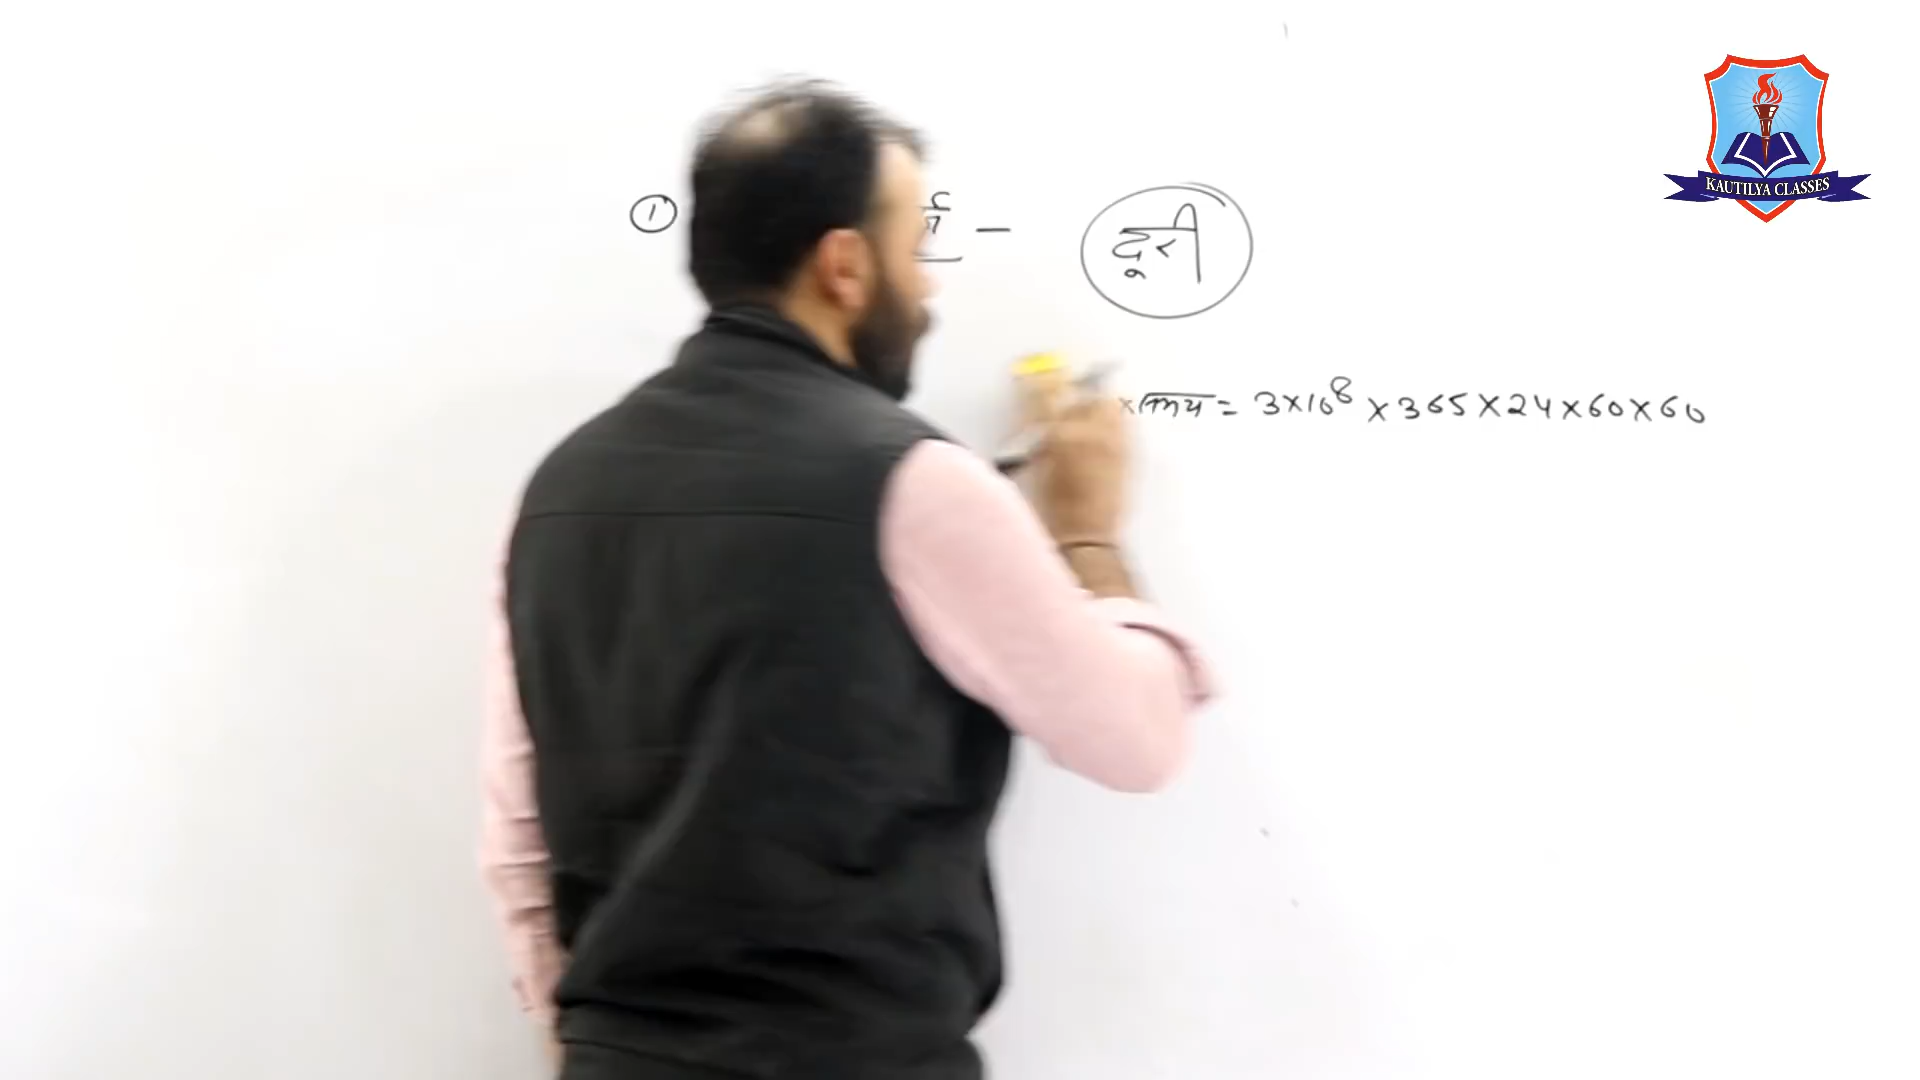 ① — दूरी
× समय = 3×10⁸ × 365 × 24 × 60 × 60
KAUTILYA CLASSES